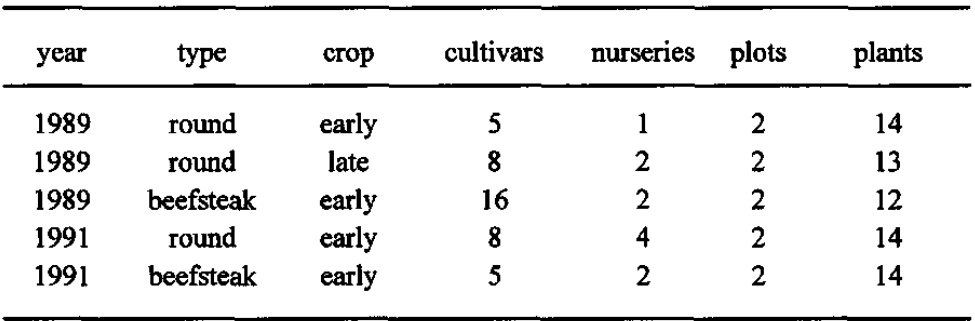 year type crop cultivars nurseries plots plants
1989 round early 5 1 2 14
1989 round late 8 2 2 13
1989 beefsteak early 16 2 2 12
1991 round early 8 4 2 14
1991 beefsteak early 5 2 2 14